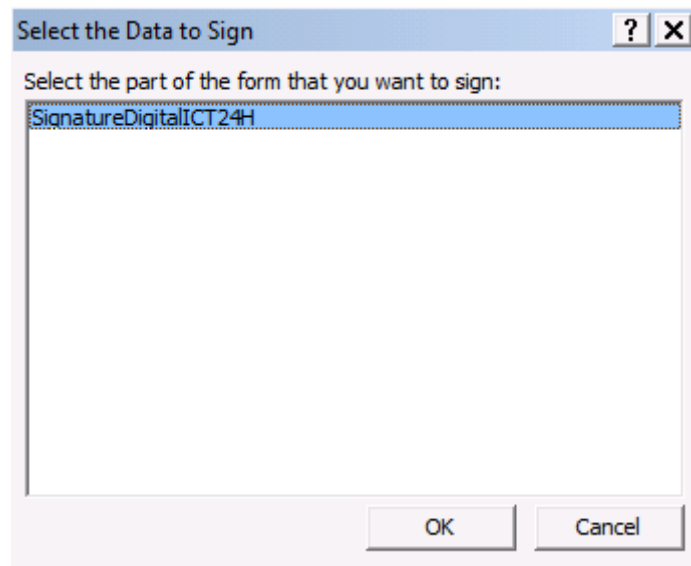 Select the Data to Sign
Select the part of the form that you want to sign:
SignatureDigitalICT24H
OK Cancel